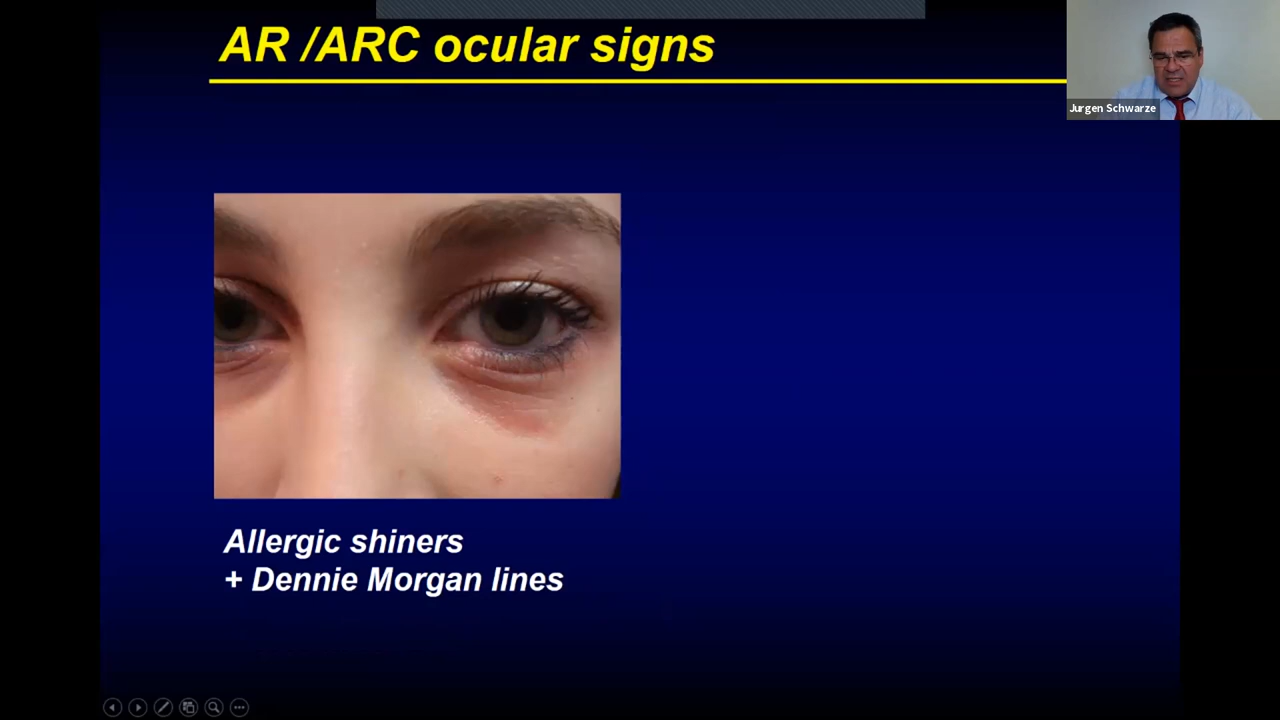 AR /ARC ocular signs
Jurgen Schwarze
Allergic shiners
+ Dennie Morgan lines